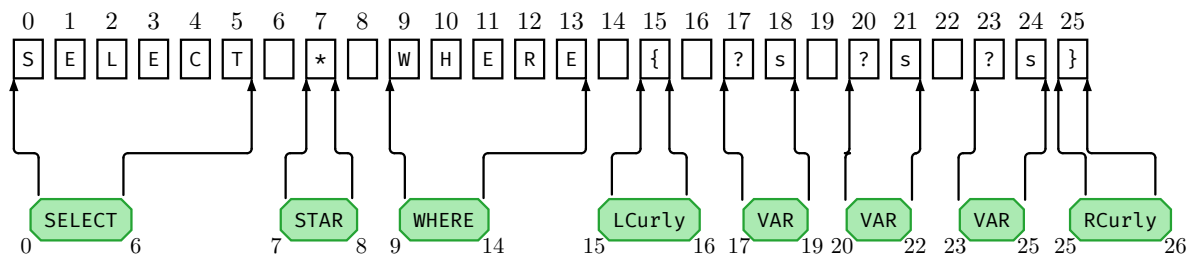 0 1 2 3 4 5 6 7 8 9 10 11 12 13 14 15 16 17 18 19 20 21 22 23 24 25
S E L E C T * W H E R E { ? s ? s ? s }
SELECT STAR WHERE LCurly VAR VAR VAR RCurly
0 6 7 8 9 14 15 16 17 19 20 22 23 25 25 26